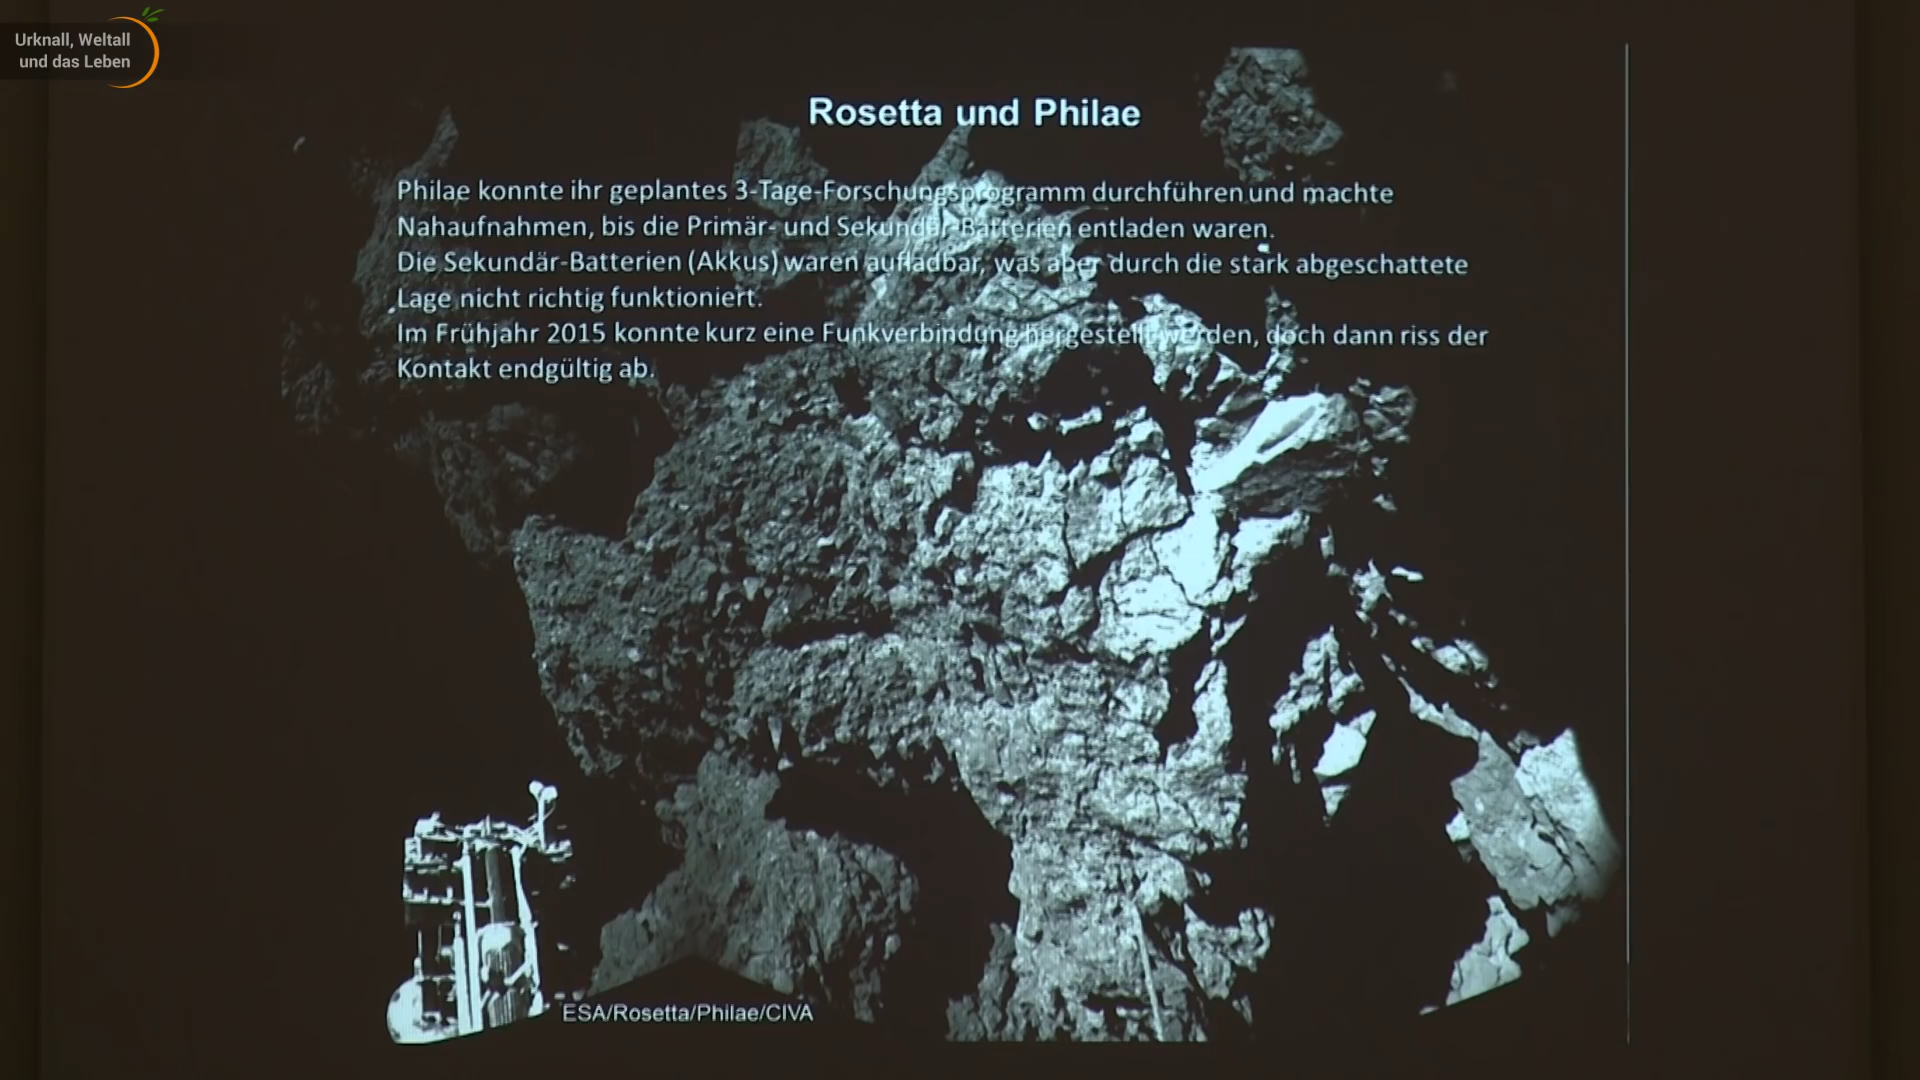 Urknall, Weltall
und das Leben
Rosetta und Philae
Philae konnte ihr geplantes 3-Tage-Forschungsprogramm durchführen und machte
Nahaufnahmen, bis die Primär- und Sekundär-Batterien entladen waren.
Die Sekundär-Batterien (Akkus) waren aufladbar, was aber durch die stark abgeschattete
Lage nicht richtig funktioniert.
Im Frühjahr 2015 konnte kurz eine Funkverbindung hergestellt werden, doch dann riss der
Kontakt endgültig ab.
ESA/Rosetta/Philae/CIVA